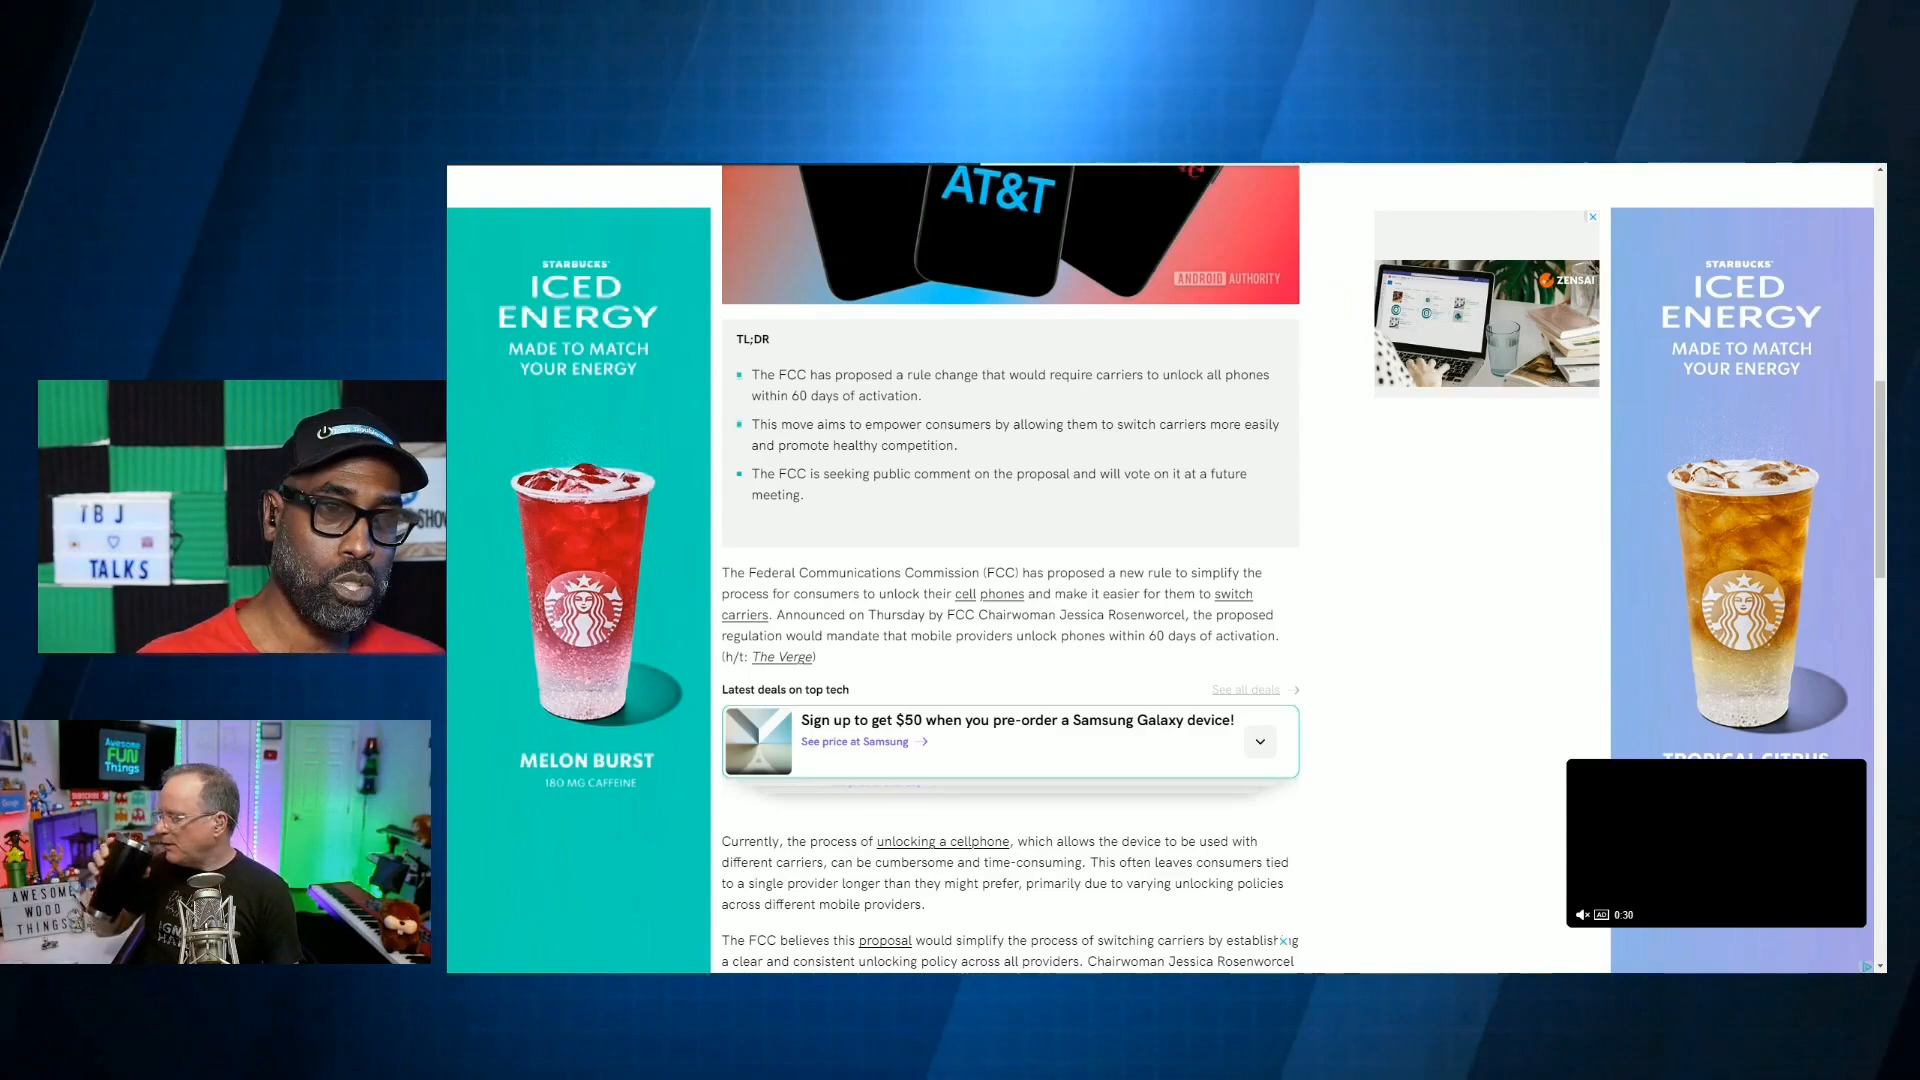 AT&T
ANDROID AUTHORITY
TL;DR
The FCC has proposed a rule change that would require carriers to unlock all phones
within 60 days of activation.
This move aims to empower consumers by allowing them to switch carriers more easily
and promote healthy competition.
The FCC is seeking public comment on the proposal and will vote on it at a future
meeting.
The Federal Communications Commission (FCC) has proposed a new rule to simplify the
process for consumers to unlock their cell phones and make it easier for them to switch
carriers. Announced on Thursday by FCC Chairwoman Jessica Rosenworcel, the proposed
regulation would mandate that mobile providers unlock phones within 60 days of activation.
(h/t: The Verge)
Latest deals on top tech
See all deals
Sign up to get $50 when you pre-order a Samsung Galaxy device!
See price at Samsung
Currently, the process of unlocking a cellphone, which allows the device to be used with
different carriers, can be cumbersome and time-consuming. This often leaves consumers tied
to a single provider longer than they might prefer, primarily due to varying unlocking policies
across different mobile providers.
The FCC believes this proposal would simplify the process of switching carriers by establishing
a clear and consistent unlocking policy across all providers. Chairwoman Jessica Rosenworcel
STARBUCKS
ICED
ENERGY
MADE TO MATCH
YOUR ENERGY
MELON BURST
180 MG CAFFEINE
ZENSAI
STARBUCKS
ICED
ENERGY
MADE TO MATCH
YOUR ENERGY
TROPICAL CITRUS
AD 0:30
TBJ
TALKS
SHOW
Awesome
FUN
Things
Google
SUBSCRIBE
AWESOME
WOOD
THINGS